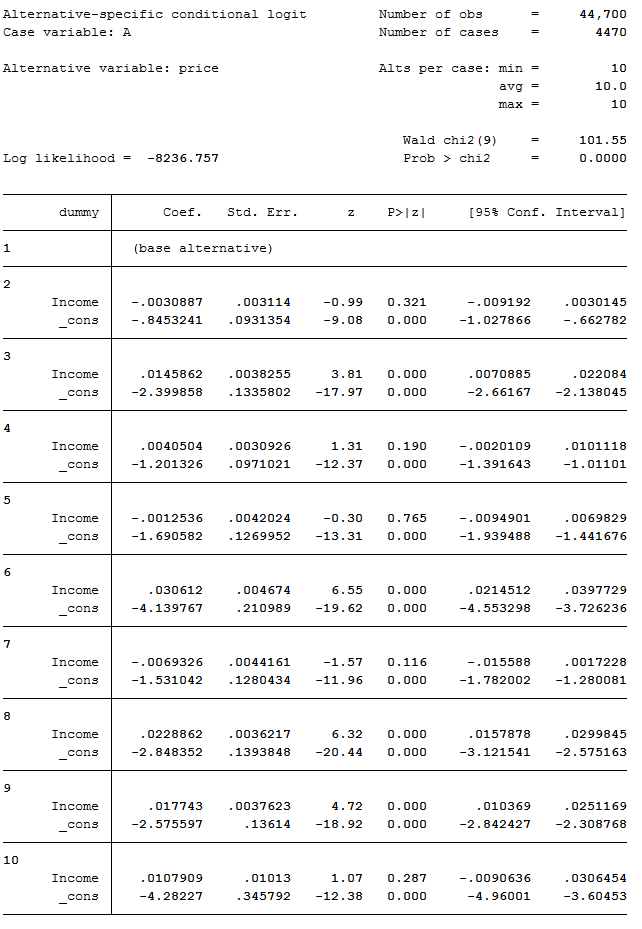 Alternative-specific conditional logit Number of obs = 44,700
Case variable: A Number of cases = 4470
Alternative variable: price Alts per case: min = 10
avg = 10.0
max = 10
Wald chi2(9) = 101.55
Log likelihood = -8236.757 Prob > chi2 = 0.0000
dummy Coef. Std. Err. z P>|z| [95% Conf. Interval]
1 (base alternative)
2
Income -.0030887 .003114 -0.99 0.321 -.009192 .0030145
_cons -.8453241 .0931354 -9.08 0.000 -1.027866 -.662782
3
Income .0145862 .0038255 3.81 0.000 .0070885 .022084
_cons -2.399858 .1335802 -17.97 0.000 -2.66167 -2.138045
4
Income .0040504 .0030926 1.31 0.190 -.0020109 .0101118
_cons -1.201326 .0971021 -12.37 0.000 -1.391643 -1.01101
5
Income -.0012536 .0042024 -0.30 0.765 -.0094901 .0069829
_cons -1.690582 .1269952 -13.31 0.000 -1.939488 -1.441676
6
Income .030612 .004674 6.55 0.000 .0214512 .0397729
_cons -4.139767 .210989 -19.62 0.000 -4.553298 -3.726236
7
Income -.0069326 .0044161 -1.57 0.116 -.015588 .0017228
_cons -1.531042 .1280434 -11.96 0.000 -1.782002 -1.280081
8
Income .0228862 .0036217 6.32 0.000 .0157878 .0299845
_cons -2.848352 .1393848 -20.44 0.000 -3.121541 -2.575163
9
Income .017743 .0037623 4.72 0.000 .010369 .0251169
_cons -2.575597 .13614 -18.92 0.000 -2.842427 -2.308768
10
Income .0107909 .01013 1.07 0.287 -.0090636 .0306454
_cons -4.28227 .345792 -12.38 0.000 -4.96001 -3.60453